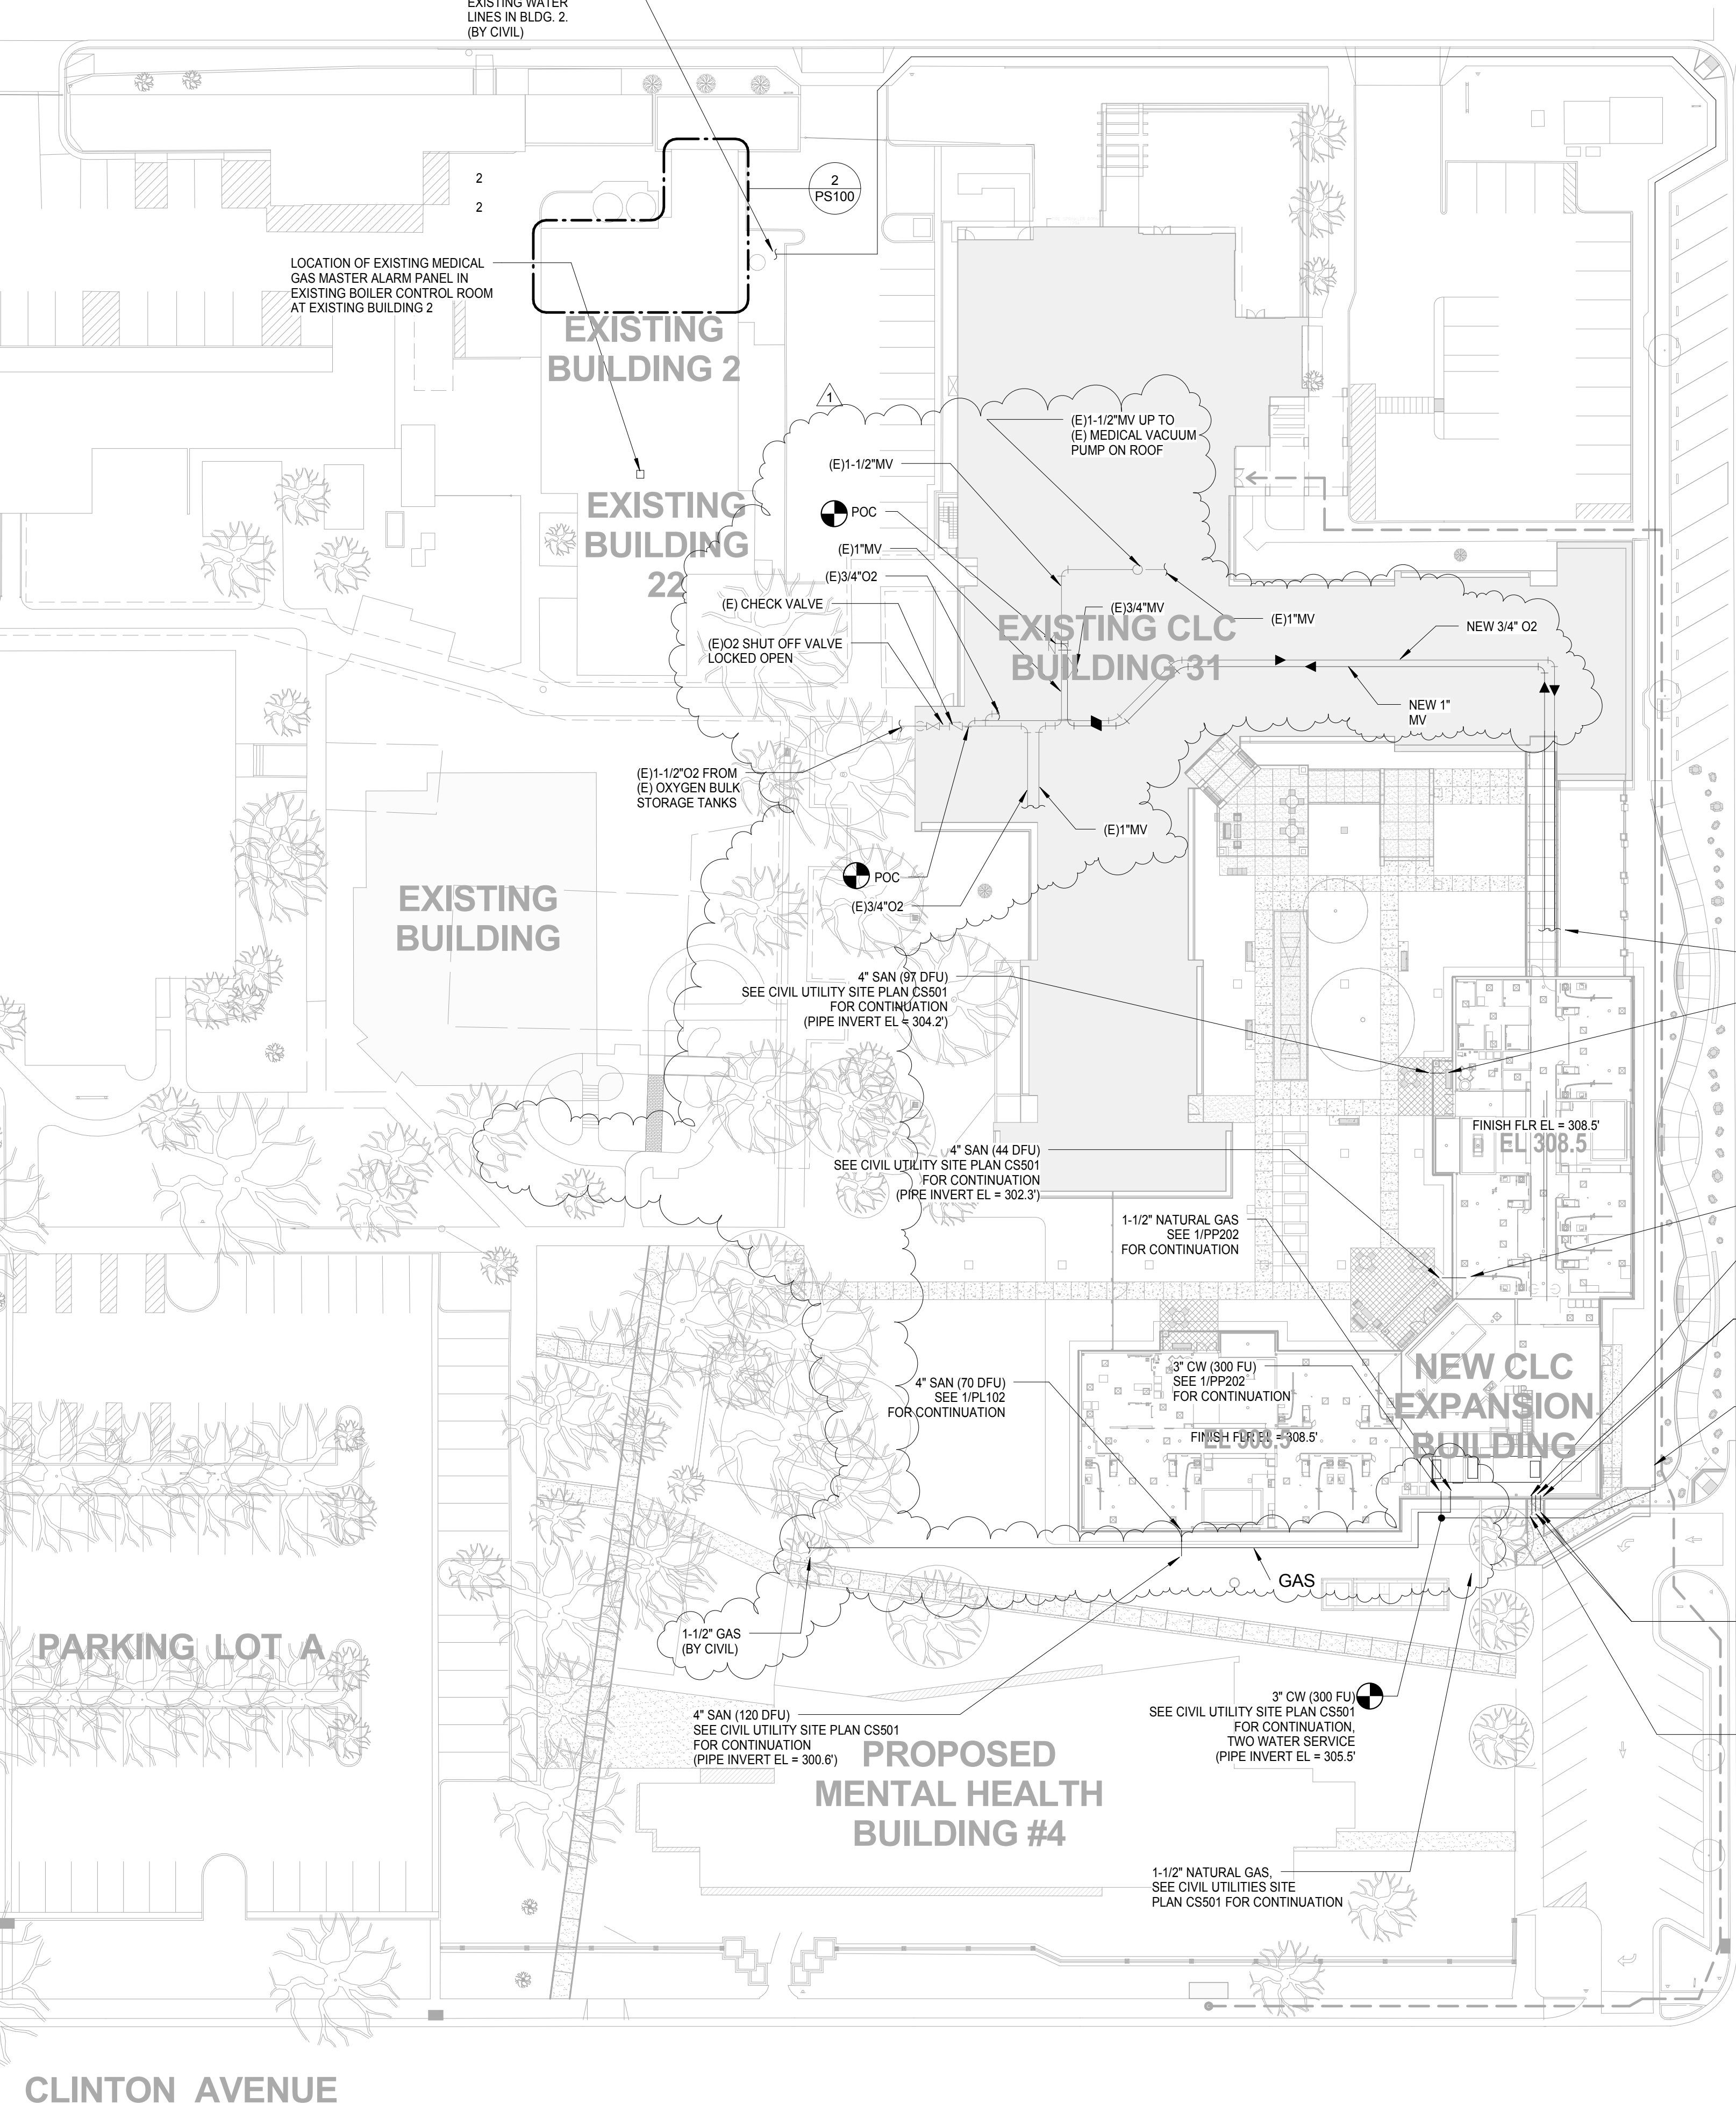 EXISTING WATER
LINES IN BLDG. 2.
(BY CIVIL)
2
2
2
PS100
LOCATION OF EXISTING MEDICAL
GAS MASTER ALARM PANEL IN
EXISTING BOILER CONTROL ROOM
AT EXISTING BUILDING 2
EXISTING
BUILDING 2
1
(E)1-1/2"MV UP TO
(E) MEDICAL VACUUM
PUMP ON ROOF
(E)1-1/2"MV
EXISTING
BUILDING
22
POC
(E)1"MV
(E)3/4"O2
(E) CHECK VALVE
(E)O2 SHUT OFF VALVE
LOCKED OPEN
(E)3/4"MV
(E)1"MV
EXISTING CLC
BUILDING 31
NEW 3/4" O2
NEW 1"
MV
(E)1-1/2"O2 FROM
(E) OXYGEN BULK
STORAGE TANKS
(E)1"MV
POC
(E)3/4"O2
EXISTING
BUILDING
4" SAN (97 DFU)
SEE CIVIL UTILITY SITE PLAN CS501
FOR CONTINUATION
(PIPE INVERT EL = 304.2')
FINISH FLR EL = 308.5'
EL 308.5
4" SAN (44 DFU)
SEE CIVIL UTILITY SITE PLAN CS501
FOR CONTINUATION
(PIPE INVERT EL = 302.3')
1-1/2" NATURAL GAS
SEE 1/PP202
FOR CONTINUATION
3" CW (300 FU)
SEE 1/PP202
FOR CONTINUATION
4" SAN (70 DFU)
SEE 1/PL102
FOR CONTINUATION
FINISH FLR EL = 308.5'
EL 308.5
NEW CLC
EXPANSION
BUILDING
GAS
1-1/2" GAS
(BY CIVIL)
PARKING LOT A
3" CW (300 FU)
SEE CIVIL UTILITY SITE PLAN CS501
FOR CONTINUATION,
TWO WATER SERVICE
(PIPE INVERT EL = 305.5'
4" SAN (120 DFU)
SEE CIVIL UTILITY SITE PLAN CS501
FOR CONTINUATION
(PIPE INVERT EL = 300.6')
PROPOSED
MENTAL HEALTH
BUILDING #4
1-1/2" NATURAL GAS,
SEE CIVIL UTILITIES SITE
PLAN CS501 FOR CONTINUATION
CLINTON AVENUE